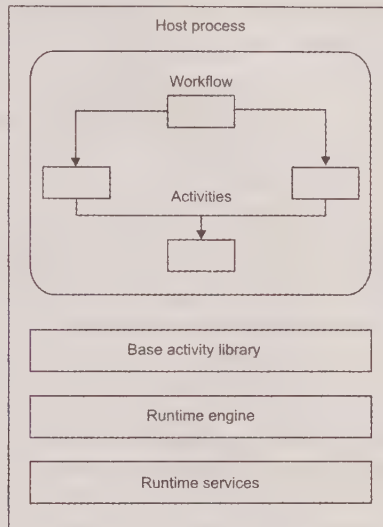 Host process
Workflow
Activities
Base activity library
Runtime engine
Runtime services